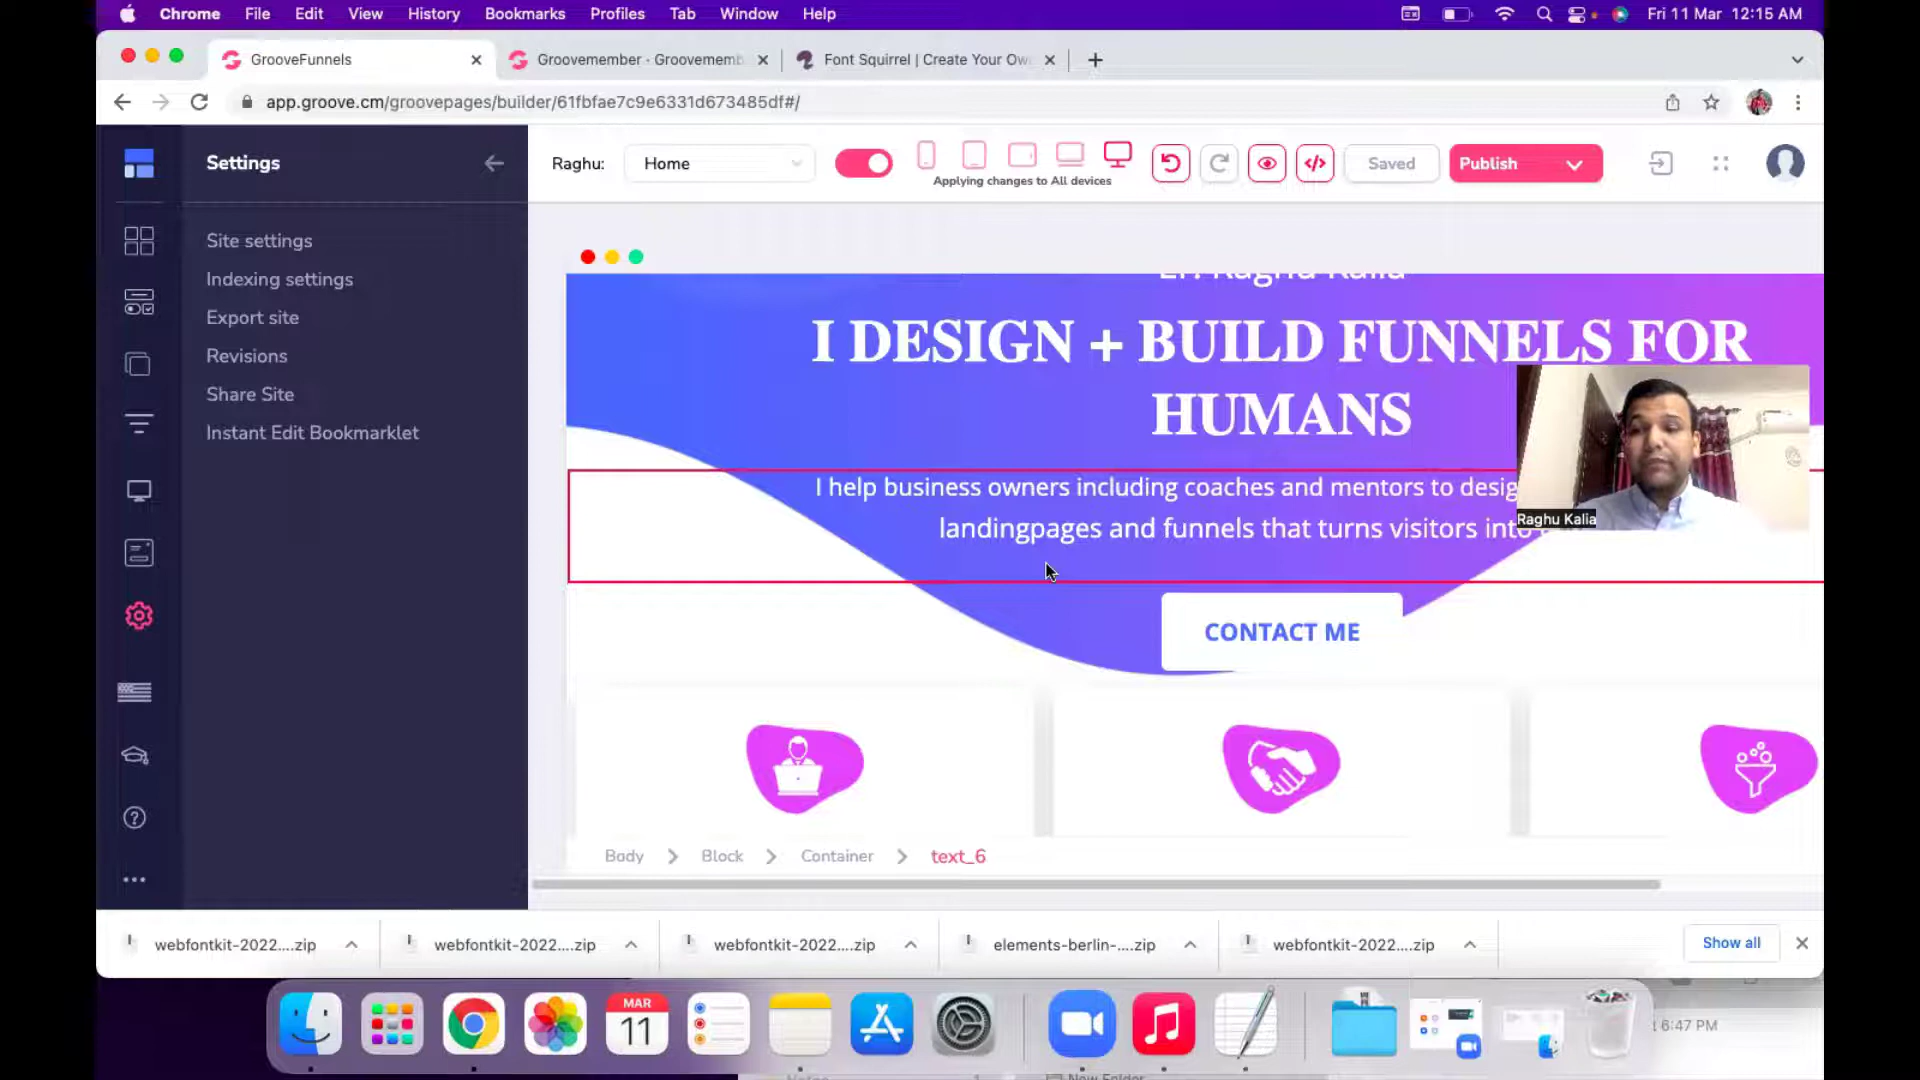 Chrome File Edit View History Bookmarks Profiles Tab Window Help Fri 11 Mar 12:15 AM
GrooveFunnels Groovemember - Groovememb Font Squirrel | Create Your Ow
app.groove.cm/groovepages/builder/61fbfae7c9e6331d673485df#/
Settings Raghu: Home Saved Publish
Applying changes to All devices
Site settings
Indexing settings
Export site
Revisions
Share Site
Instant Edit Bookmarklet
Er. Raghu Kalia
I DESIGN + BUILD FUNNELS FOR
HUMANS
I help business owners including coaches and mentors to desig
landingpages and funnels that turns visitors into
Raghu Kalia
CONTACT ME
Body Block Container text_6
webfontkit-2022....zip webfontkit-2022....zip webfontkit-2022....zip elements-berlin-....zip webfontkit-2022....zip Show all
MAR
11
t 6:47 PM
New Folder